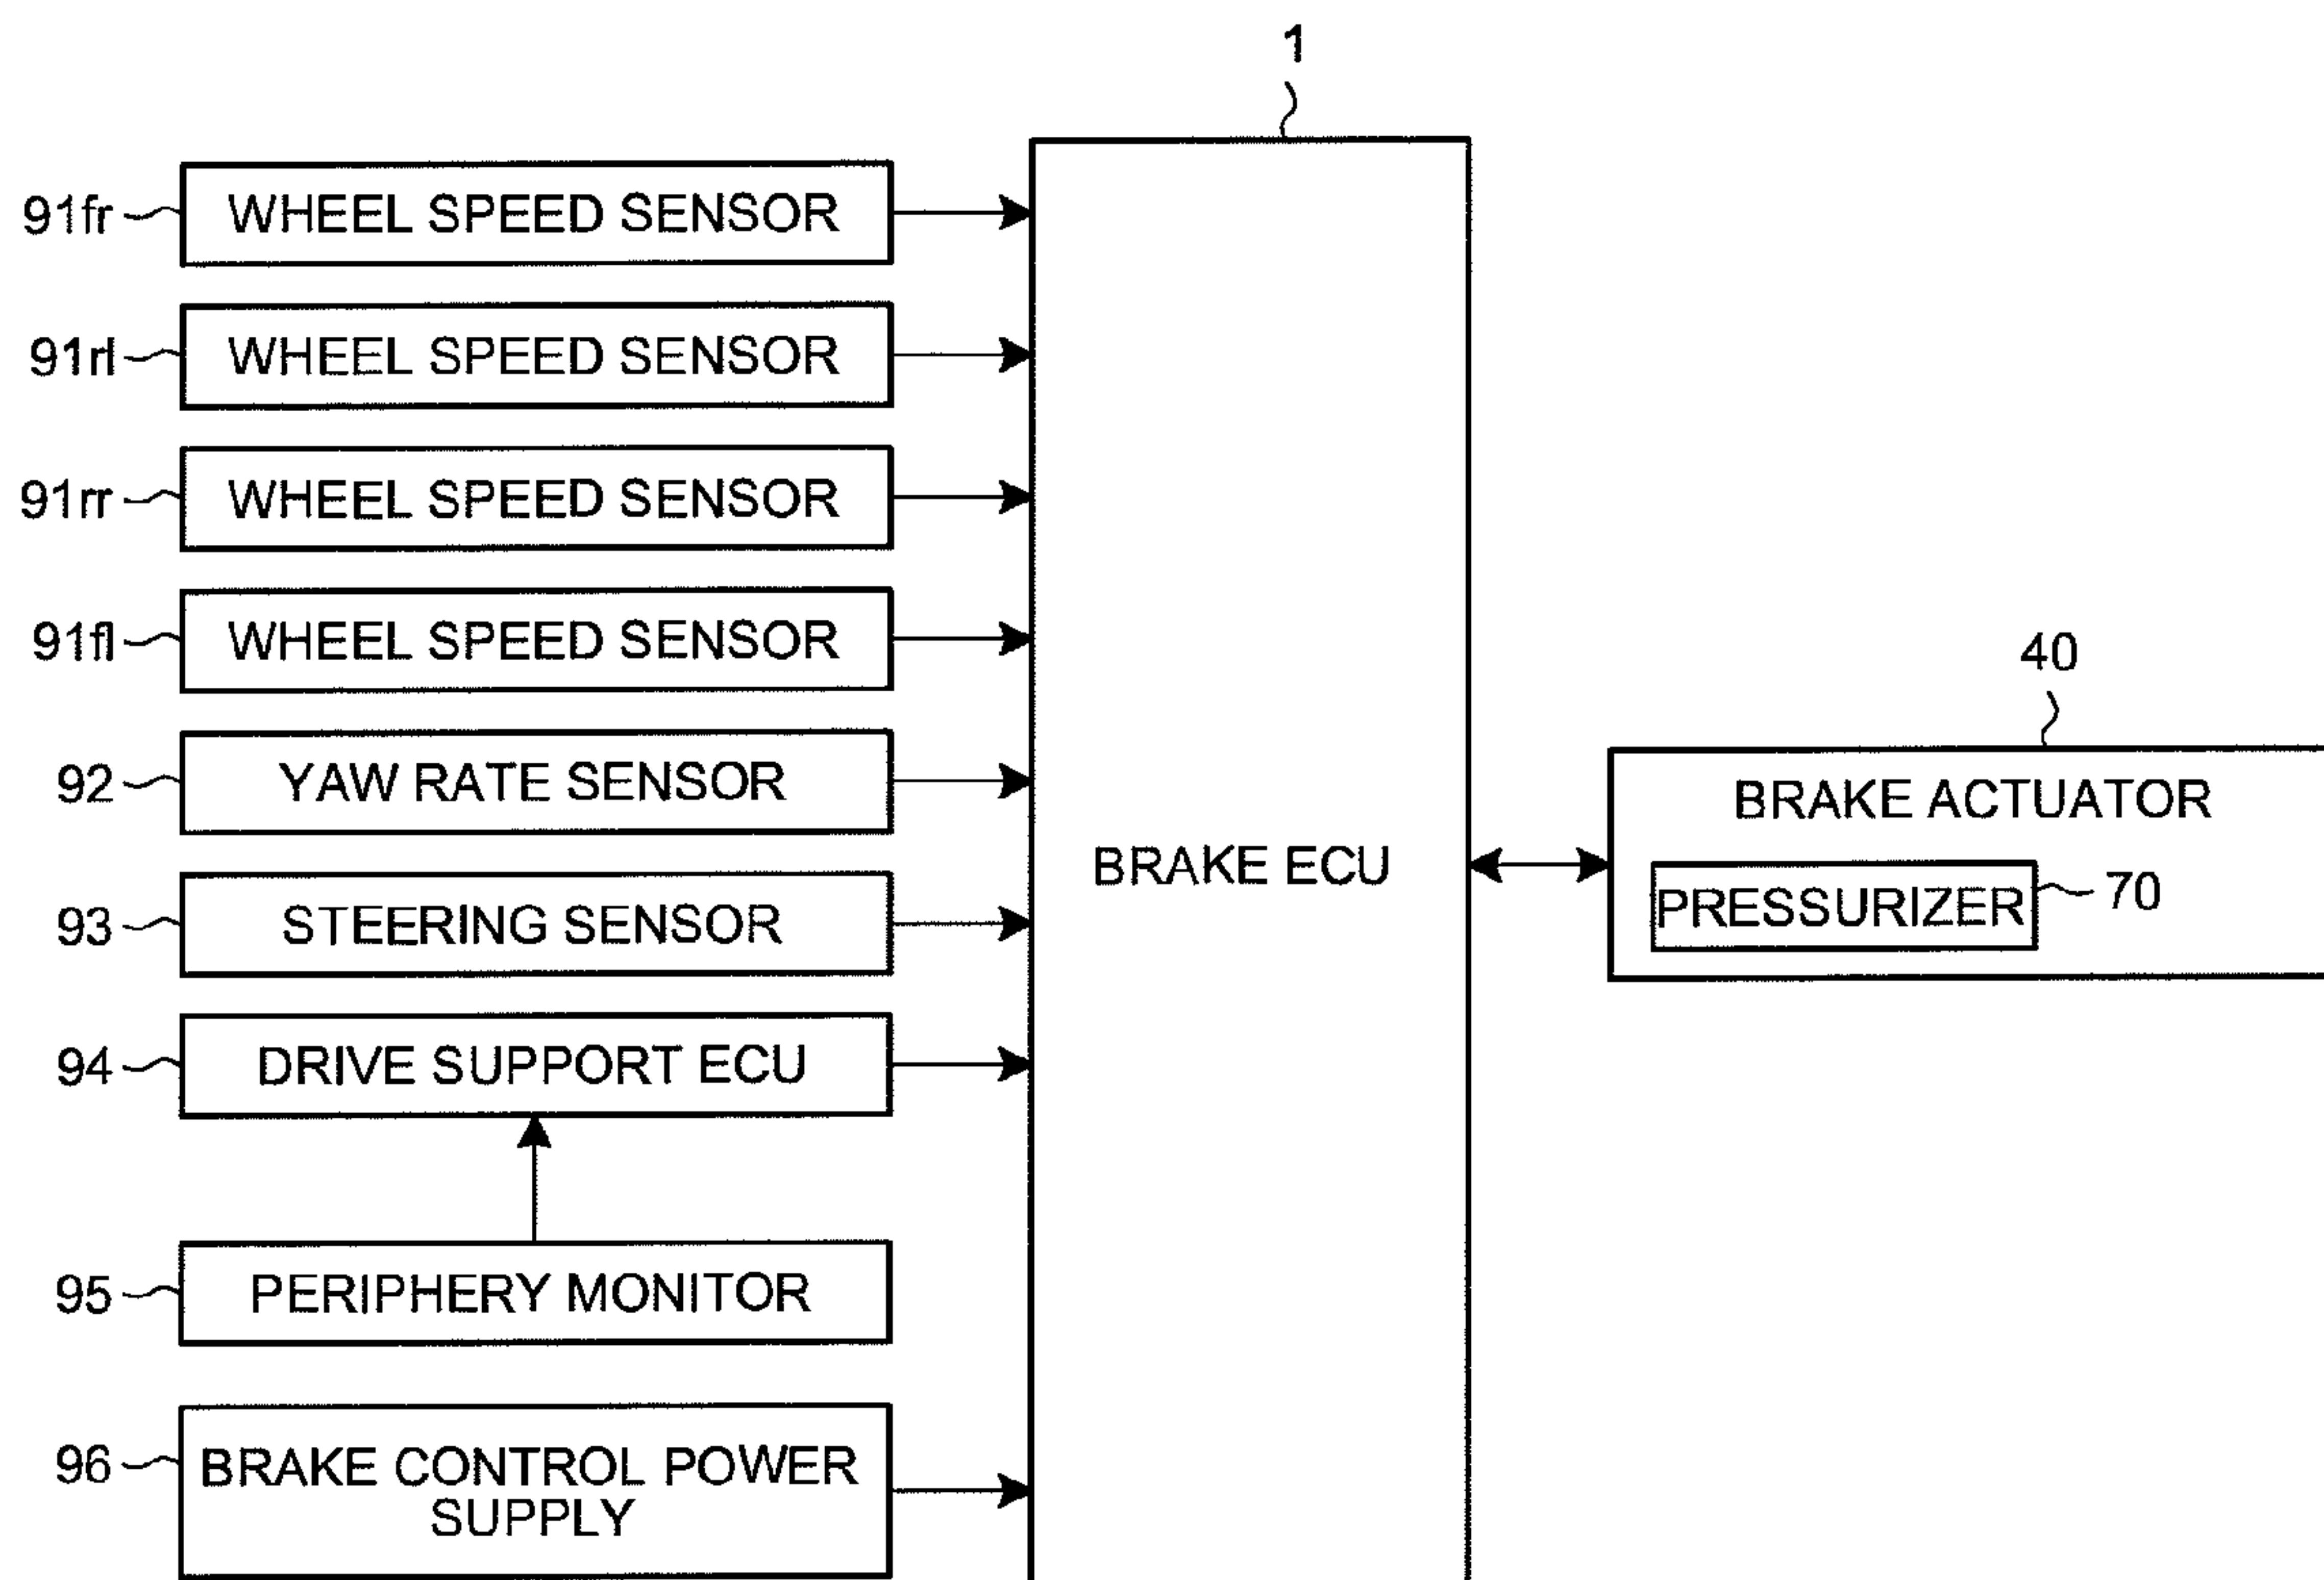 1
91fr WHEEL SPEED SENSOR
91rl WHEEL SPEED SENSOR
91rr WHEEL SPEED SENSOR
91fl WHEEL SPEED SENSOR
92 YAW RATE SENSOR
93 STEERING SENSOR
94 DRIVE SUPPORT ECU
95 PERIPHERY MONITOR
96 BRAKE CONTROL POWER
SUPPLY
BRAKE ECU
40
BRAKE ACTUATOR
PRESSURIZER 70